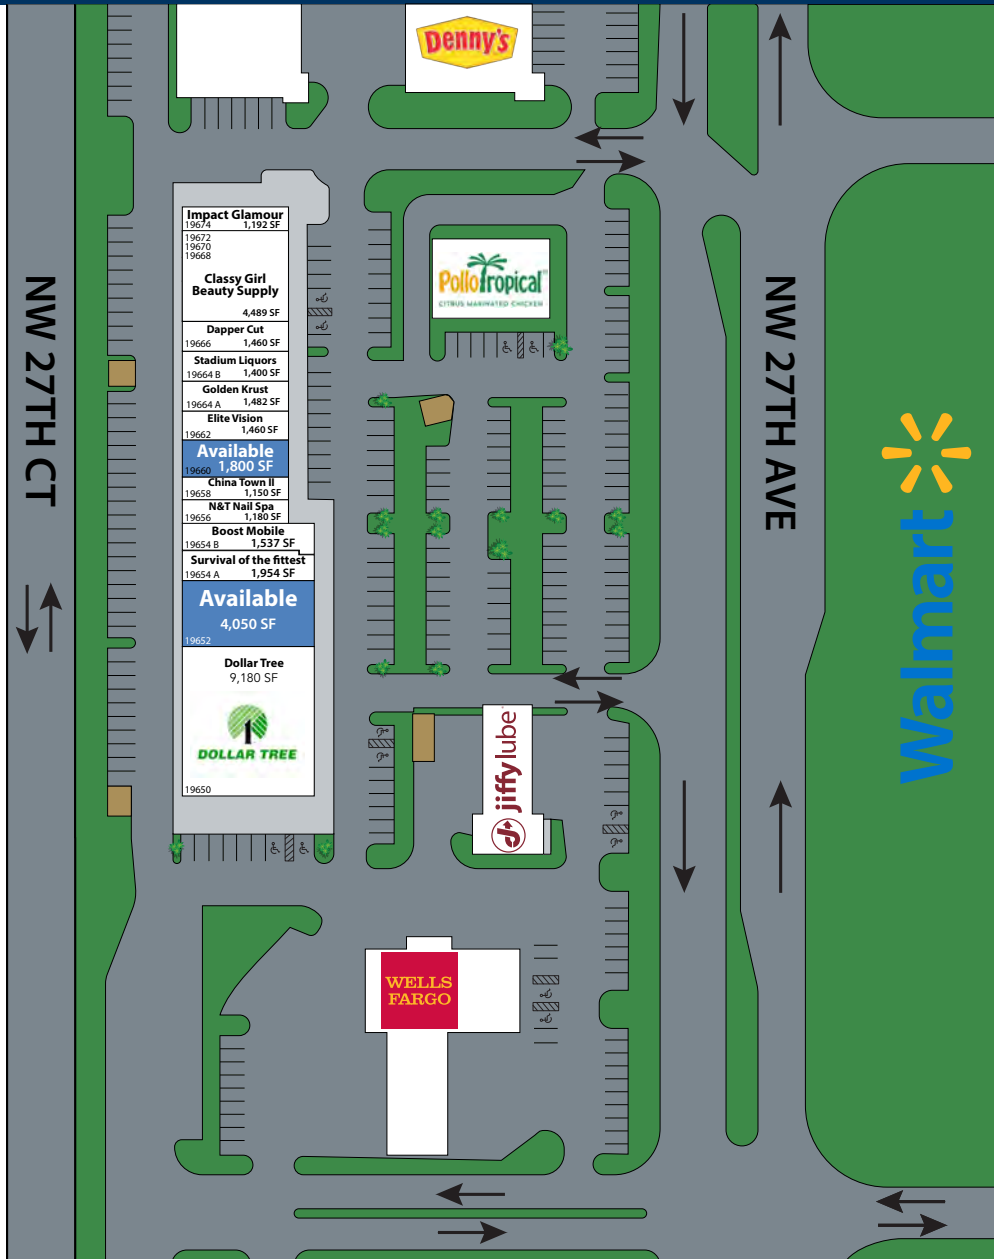 Denny's
Impact Glamour
19674 1,192 SF
19672
19670
19668
Classy Girl
Beauty Supply
4,489 SF
Dapper Cut
19666 1,460 SF
Stadium Liquors
19664 B 1,400 SF
Golden Krust
19664 A 1,482 SF
Elite Vision
19662 1,460 SF
Available
19660 1,800 SF
China Town II
19658 1,150 SF
N&T Nail Spa
19656 1,180 SF
Boost Mobile
19654 B 1,537 SF
Survival of the fittest
19654 A 1,954 SF
Available
4,050 SF
19652
Dollar Tree
9,180 SF
1
DOLLAR TREE
19650
Pollo Tropical
CITRUS MARINATED CHICKEN
jiffy lube
WELLS
FARGO
NW 27TH CT
NW 27TH AVE
Walmart